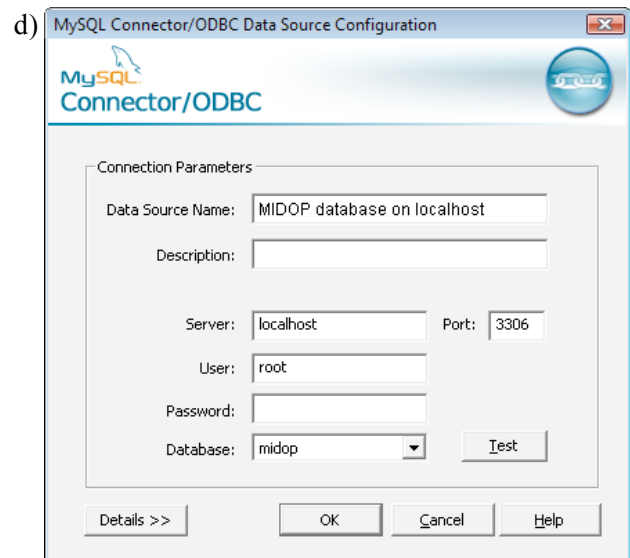 d)
MySQL Connector/ODBC Data Source Configuration
MySQL
Connector/ODBC
Connection Parameters
Data Source Name: MIDOP database on localhost
Description:
Server: localhost Port: 3306
User: root
Password:
Database: midop Test
Details >> OK Cancel Help